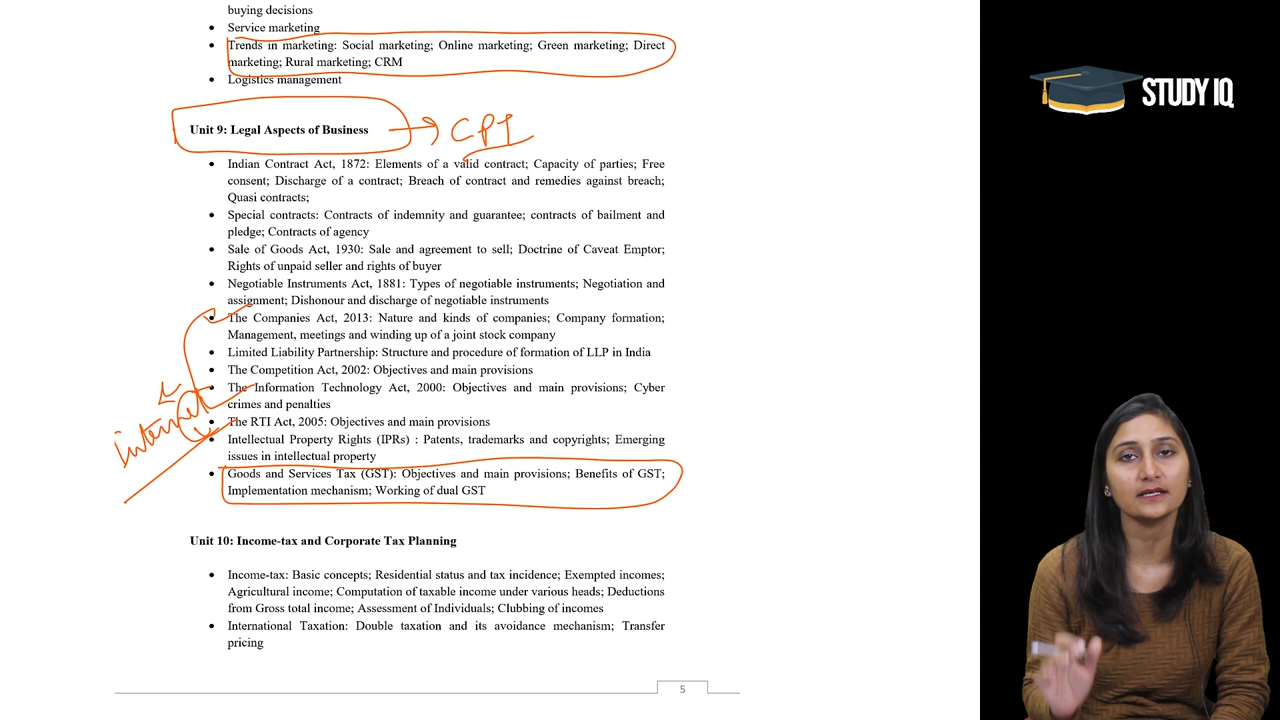 buying decisions
• Service marketing
• Trends in marketing: Social marketing; Online marketing; Green marketing; Direct
marketing; Rural marketing; CRM
• Logistics management
Unit 9: Legal Aspects of Business
CPT
• Indian Contract Act, 1872: Elements of a valid contract; Capacity of parties; Free
consent; Discharge of a contract; Breach of contract and remedies against breach;
Quasi contracts;
• Special contracts: Contracts of indemnity and guarantee; contracts of bailment and
pledge; Contracts of agency
• Sale of Goods Act, 1930: Sale and agreement to sell; Doctrine of Caveat Emptor;
Rights of unpaid seller and rights of buyer
• Negotiable Instruments Act, 1881: Types of negotiable instruments; Negotiation and
assignment; Dishonour and discharge of negotiable instruments
• The Companies Act, 2013: Nature and kinds of companies; Company formation;
Management, meetings and winding up of a joint stock company
• Limited Liability Partnership: Structure and procedure of formation of LLP in India
• The Competition Act, 2002: Objectives and main provisions
• The Information Technology Act, 2000: Objectives and main provisions; Cyber
crimes and penalties
• The RTI Act, 2005: Objectives and main provisions
internet
• Intellectual Property Rights (IPRs) : Patents, trademarks and copyrights; Emerging
issues in intellectual property
• Goods and Services Tax (GST): Objectives and main provisions; Benefits of GST;
Implementation mechanism; Working of dual GST
Unit 10: Income-tax and Corporate Tax Planning
• Income-tax: Basic concepts; Residential status and tax incidence; Exempted incomes;
Agricultural income; Computation of taxable income under various heads; Deductions
from Gross total income; Assessment of Individuals; Clubbing of incomes
• International Taxation: Double taxation and its avoidance mechanism; Transfer
pricing
5
STUDY IQ